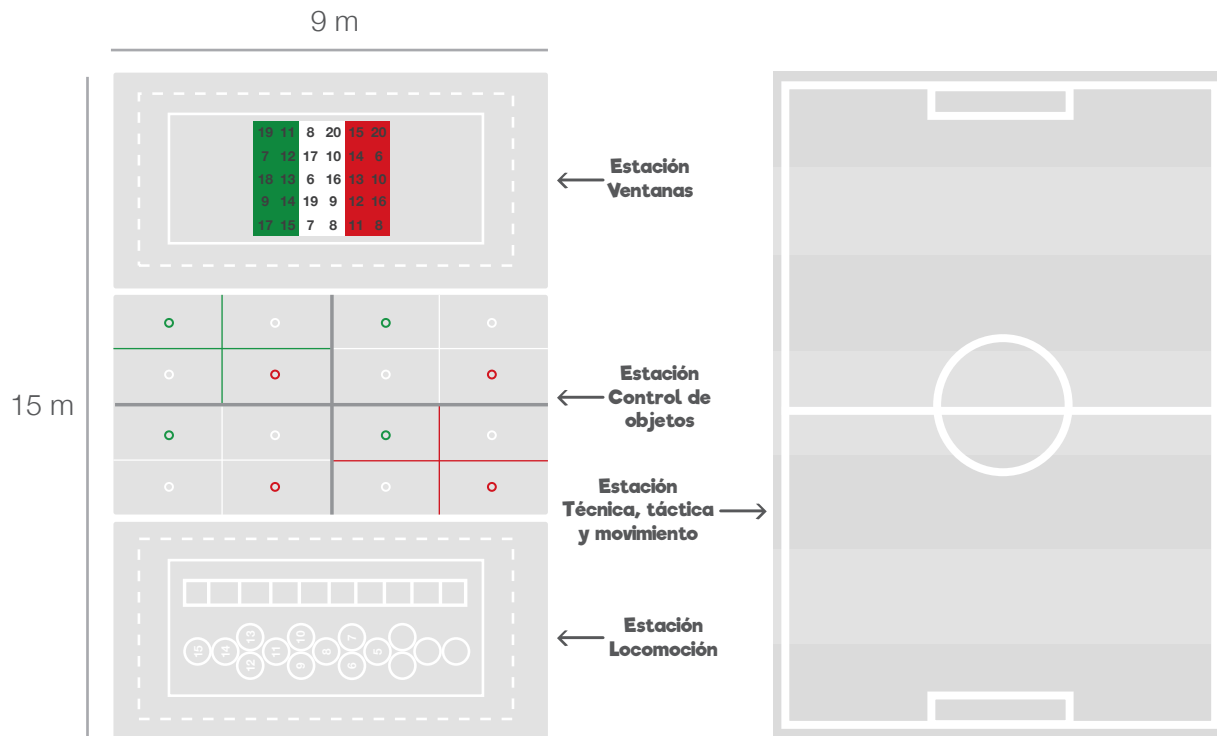 9 m
15 m
19 11 8 20 15 20
7 12 17 10 14 6
18 13 6 16 13 10
9 14 19 9 12 16
17 15 7 8 11 8
Estación
Ventanas
Estación
Control de
objetos
Estación
Técnica, táctica
y movimiento
Estación
Locomoción
13 10 7
15 14 11 8 5
12 9 6